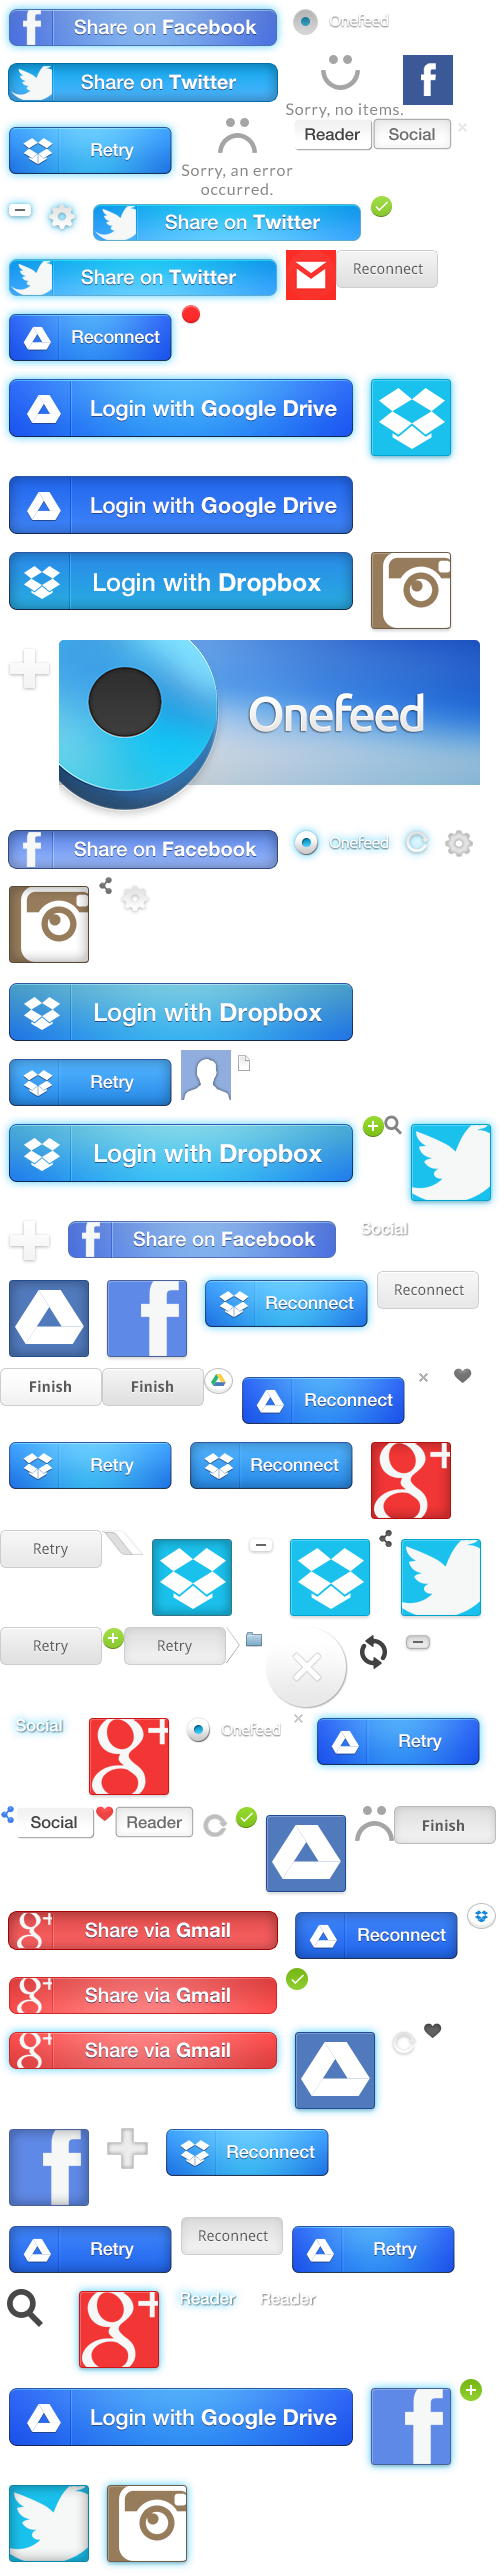 Share on Facebook
Onefeed
Share on Twitter
Sorry, no items.
Reader
Social
Retry
Sorry, an error
occurred.
Share on Twitter
Share on Twitter
Reconnect
Reconnect
Login with Google Drive
Login with Google Drive
Login with Dropbox
Onefeed
Share on Facebook
Onefeed
Login with Dropbox
Retry
Login with Dropbox
Share on Facebook
Social
Reconnect
Reconnect
Finish
Finish
Reconnect
Retry
Reconnect
Retry
Retry
Retry
Social
Onefeed
Retry
Social
Reader
Finish
Share via Gmail
Reconnect
Share via Gmail
Share via Gmail
Reconnect
Retry
Reconnect
Retry
Reader
Reader
Login with Google Drive